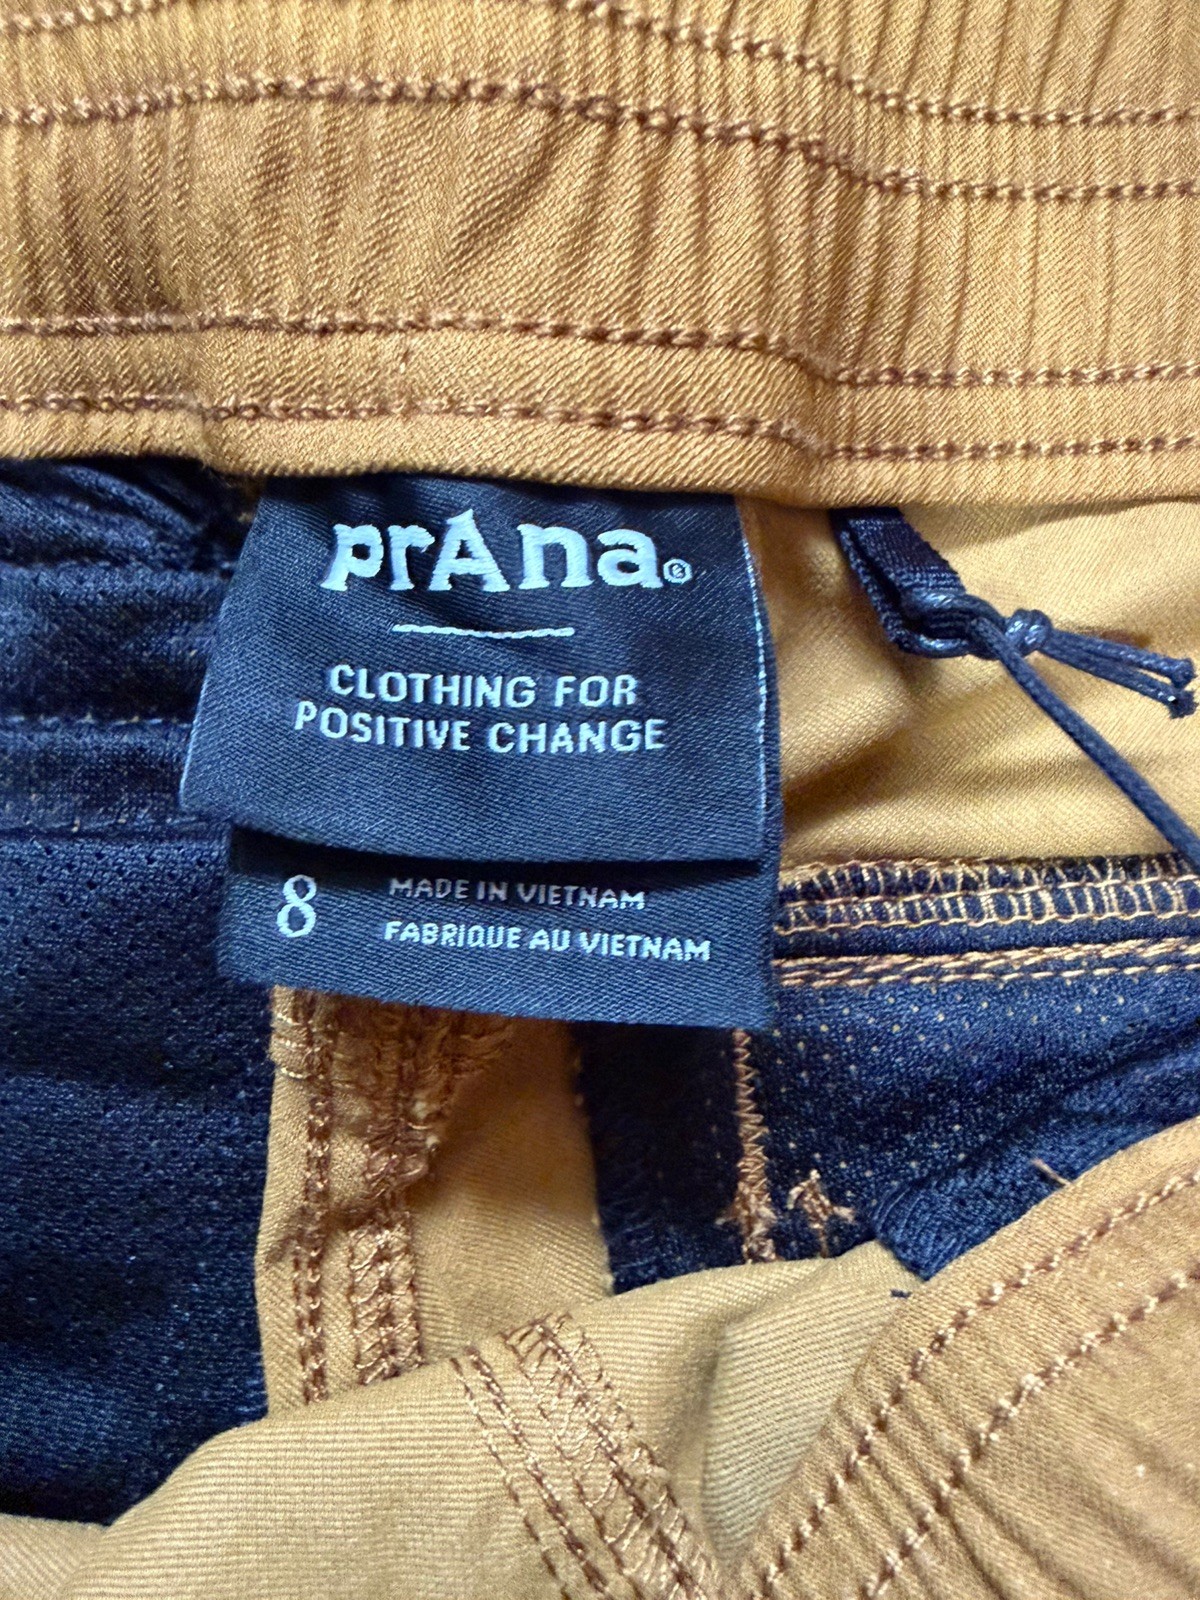 prAna®
CLOTHING FOR
POSITIVE CHANGE
8
MADE IN VIETNAM
FABRIQUE AU VIETNAM